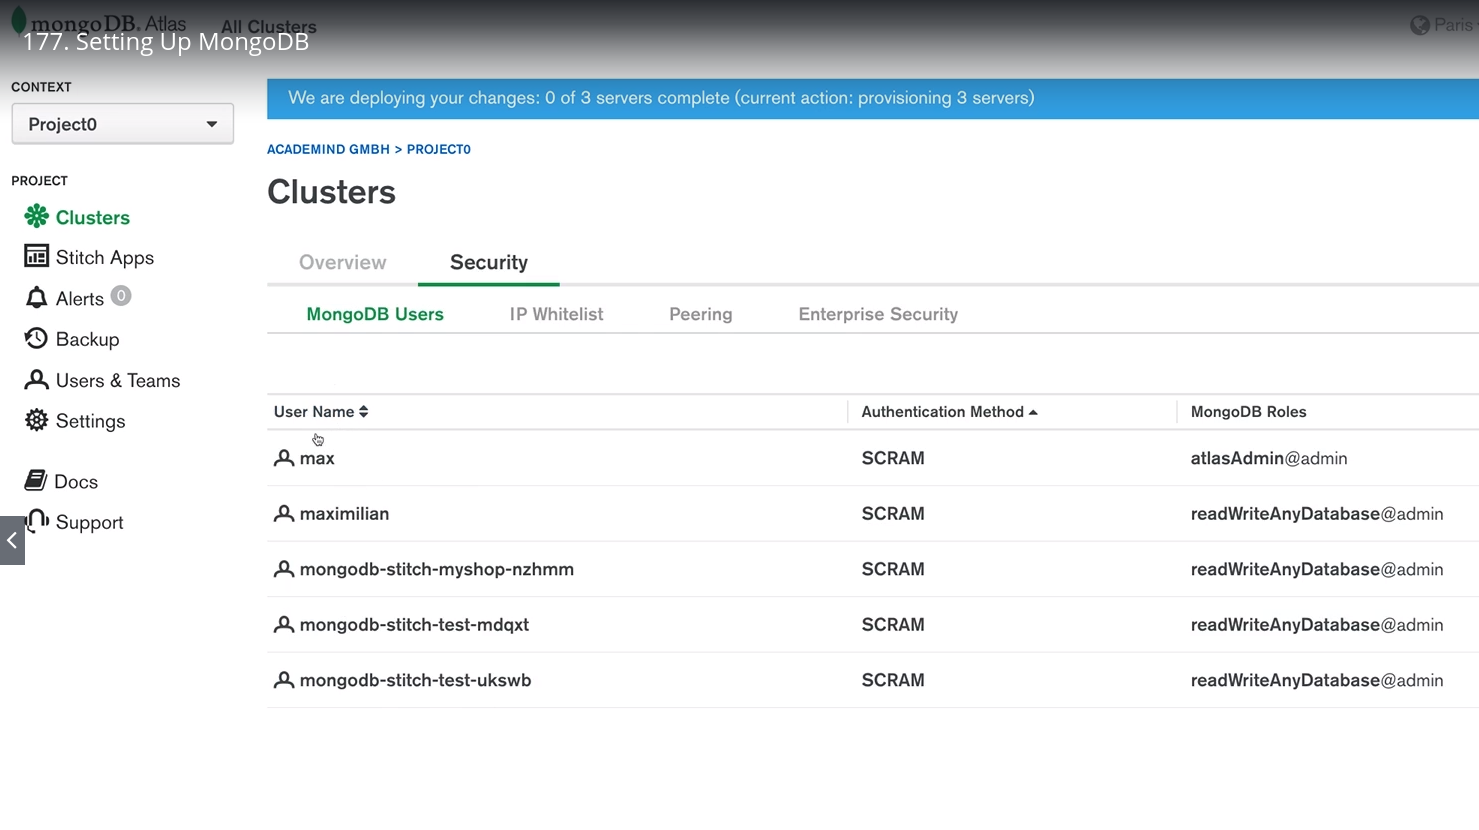 mongoDB. Atlas All Clusters Paris
177. Setting Up MongoDB
CONTEXT
Project0
PROJECT
Clusters
Stitch Apps
Alerts 0
Backup
Users & Teams
Settings
Docs
Support
We are deploying your changes: 0 of 3 servers complete (current action: provisioning 3 servers)
ACADEMIND GMBH > PROJECT0
Clusters
Overview Security
MongoDB Users IP Whitelist Peering Enterprise Security
User Name Authentication Method MongoDB Roles
max SCRAM atlasAdmin@admin
maximilian SCRAM readWriteAnyDatabase@admin
mongodb-stitch-myshop-nzhmm SCRAM readWriteAnyDatabase@admin
mongodb-stitch-test-mdqxt SCRAM readWriteAnyDatabase@admin
mongodb-stitch-test-ukswb SCRAM readWriteAnyDatabase@admin